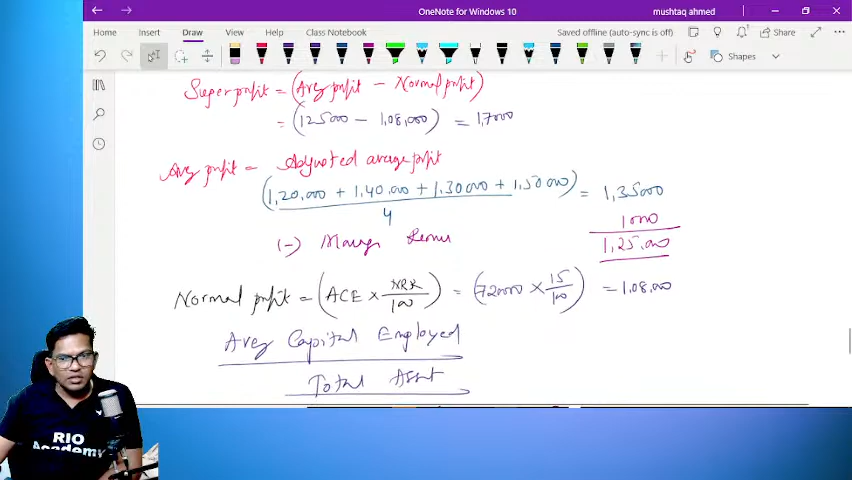 OneNote for Windows 10
mushtaq ahmed
Home Insert Draw View Help Class Notebook
Saved offline (auto-sync is off)
Share
Shapes
Super profit = (Avg profit - Normal profit)
= (125000 - 1,08,000) = 17000
Avg profit = Adjusted average profit
(1,20,000 + 1,40,000 + 1,30,000 + 1,50,000) = 1,35000
4
1000
(-) 
1,25,000
Normal profit = (ACE × NRR/100) = (720000 × 15/100) = 1,08,000
Avg Capital Employed
Total Asset
RIO
Academy